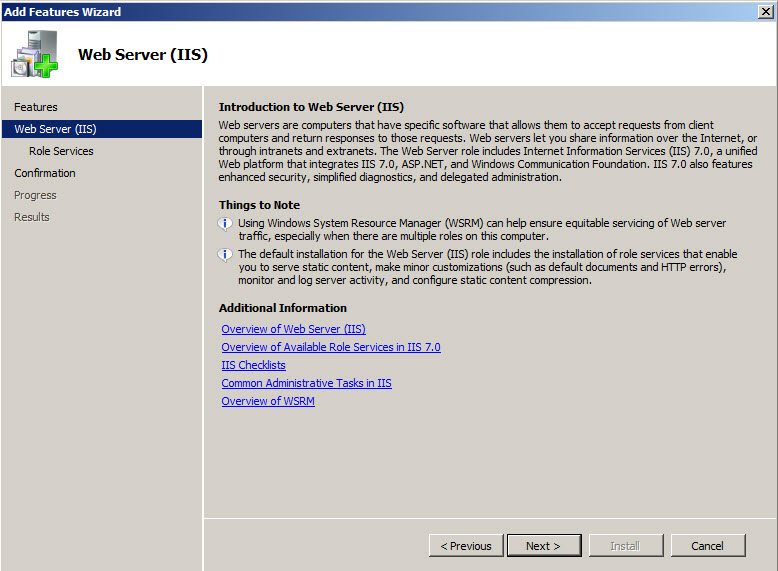 Add Features Wizard
Web Server (IIS)
Features
Web Server (IIS)
Role Services
Confirmation
Progress
Results
Introduction to Web Server (IIS)
Web servers are computers that have specific software that allows them to accept requests from client
computers and return responses to those requests. Web servers let you share information over the Internet, or
through intranets and extranets. The Web Server role includes Internet Information Services (IIS) 7.0, a unified
Web platform that integrates IIS 7.0, ASP.NET, and Windows Communication Foundation. IIS 7.0 also features
enhanced security, simplified diagnostics, and delegated administration.
Things to Note
Using Windows System Resource Manager (WSRM) can help ensure equitable servicing of Web server
traffic, especially when there are multiple roles on this computer.
The default installation for the Web Server (IIS) role includes the installation of role services that enable
you to serve static content, make minor customizations (such as default documents and HTTP errors),
monitor and log server activity, and configure static content compression.
Additional Information
Overview of Web Server (IIS)
Overview of Available Role Services in IIS 7.0
IIS Checklists
Common Administrative Tasks in IIS
Overview of WSRM
< Previous
Next >
Install
Cancel